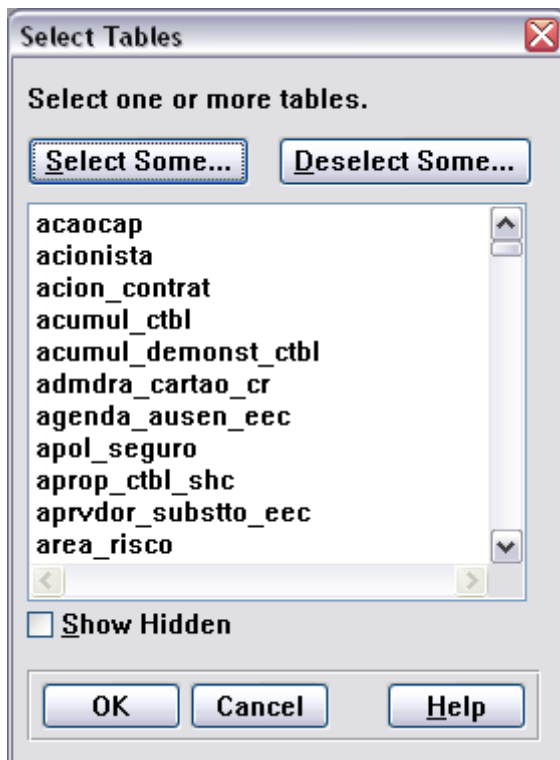 Select Tables
Select one or more tables.
Select Some... Deselect Some...
acaocap
acionista
acion_contrat
acumul_ctbl
acumul_demonst_ctbl
admdra_cartao_cr
agenda_ausen_eec
apol_seguro
aprop_ctbl_shc
aprvdor_substto_eec
area_risco
Show Hidden
OK Cancel Help